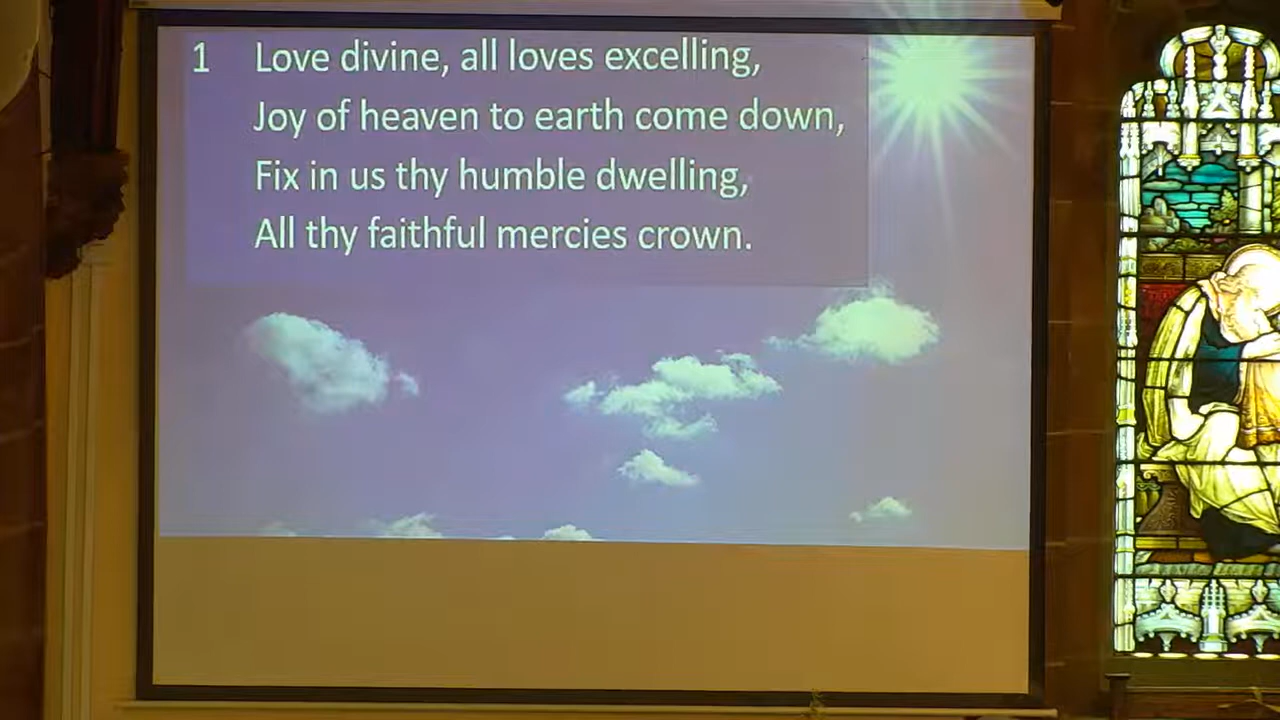 1 Love divine, all loves excelling,
Joy of heaven to earth come down,
Fix in us thy humble dwelling,
All thy faithful mercies crown.